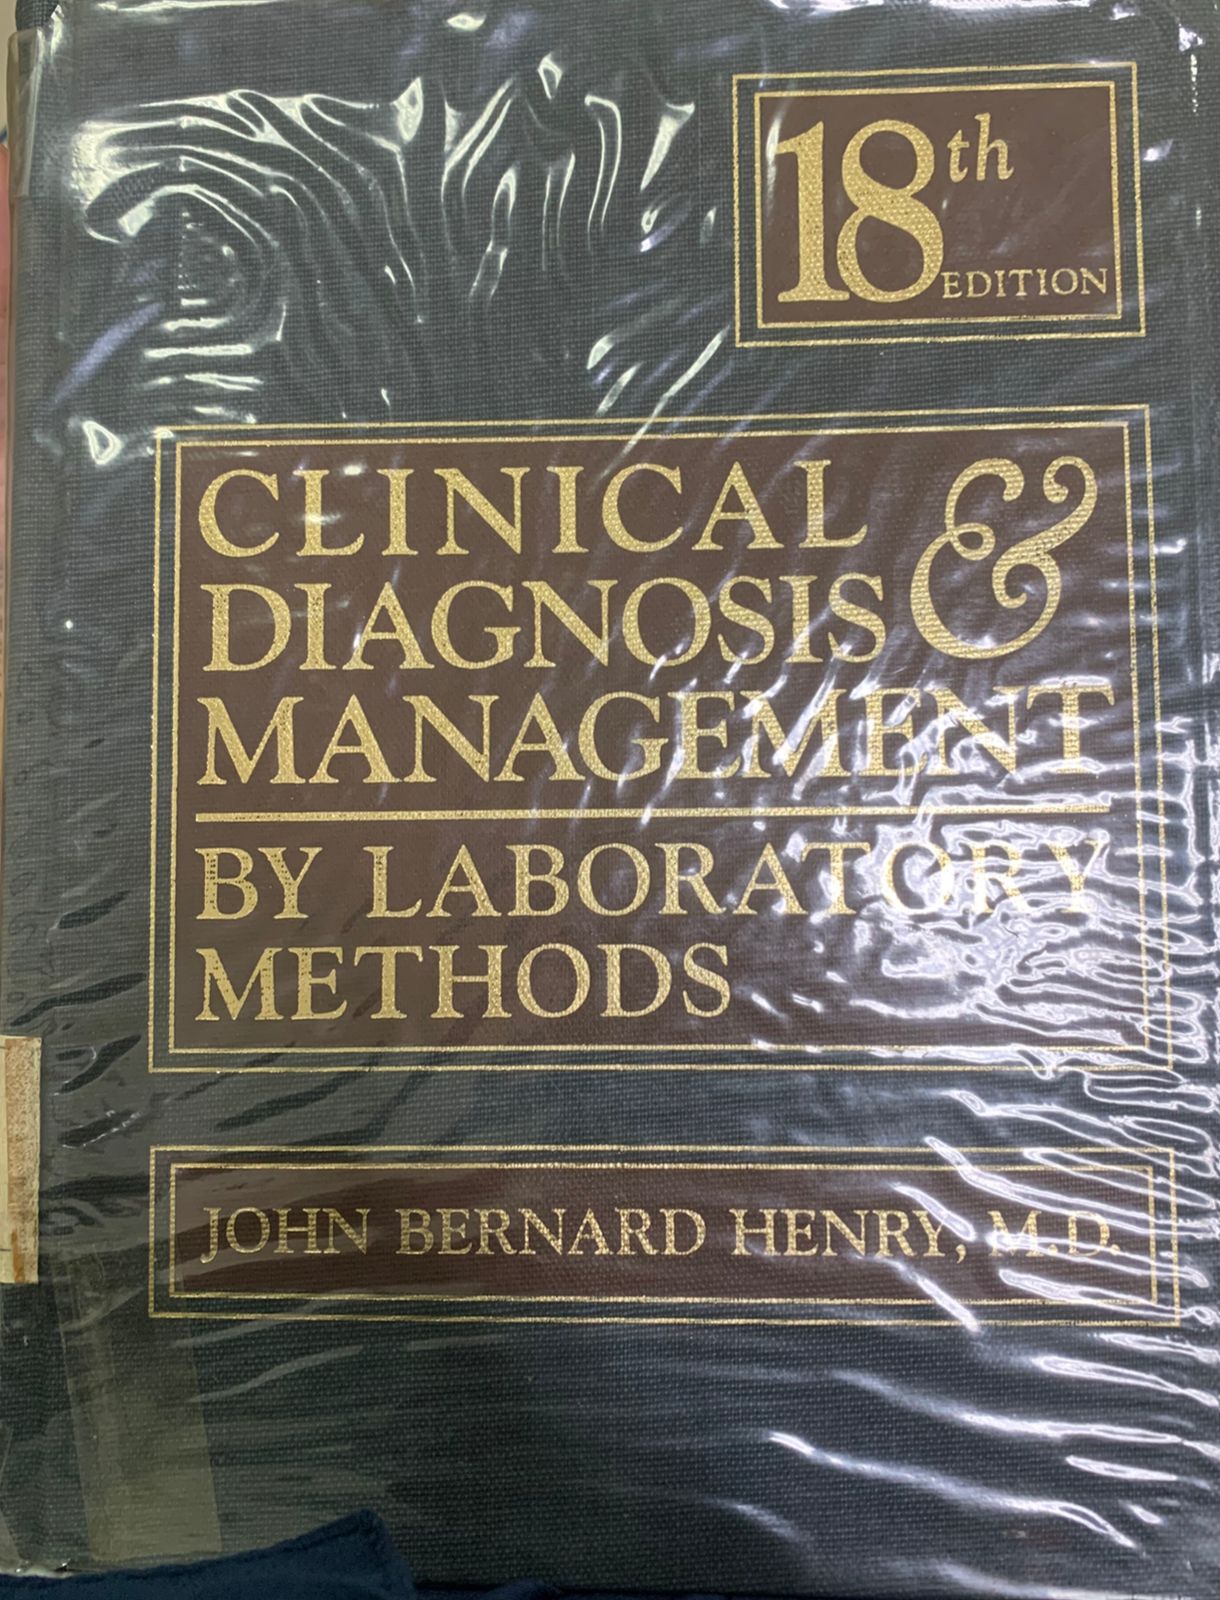 18th
EDITION
CLINICAL
DIAGNOSIS &
MANAGEMENT
BY LABORATORY
METHODS
JOHN BERNARD HENRY, M.D.